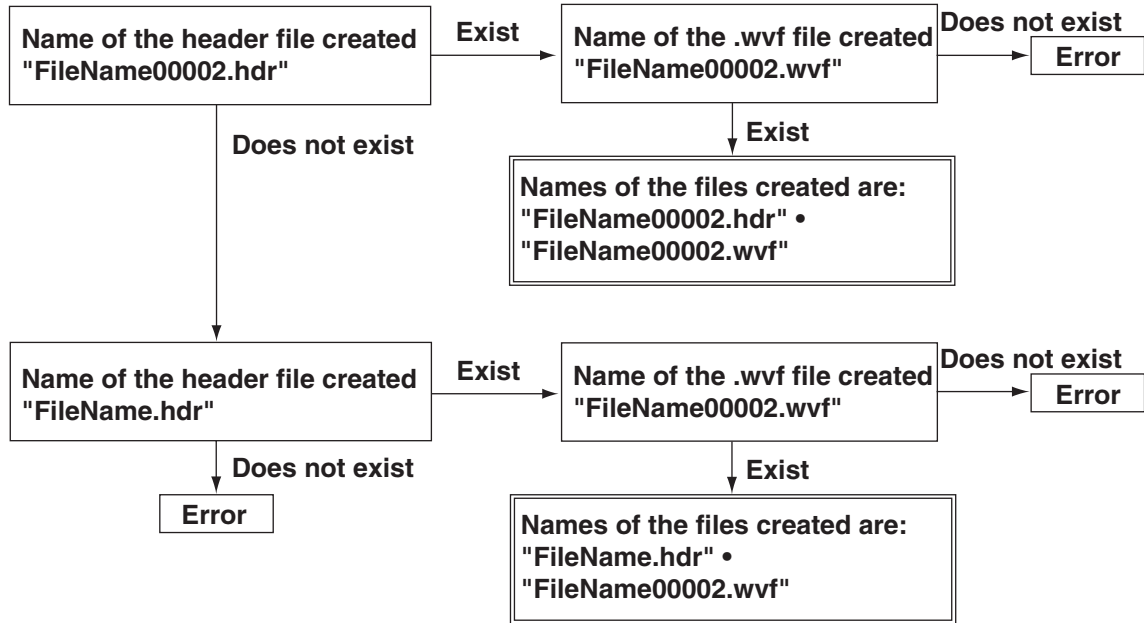 Name of the header file created
"FileName00002.hdr"
Exist
Name of the .wvf file created
"FileName00002.wvf"
Does not exist
Error
Does not exist
Exist
Names of the files created are:
"FileName00002.hdr" •
"FileName00002.wvf"
Name of the header file created
"FileName.hdr"
Exist
Name of the .wvf file created
"FileName00002.wvf"
Does not exist
Error
Does not exist
Error
Exist
Names of the files created are:
"FileName.hdr" •
"FileName00002.wvf"